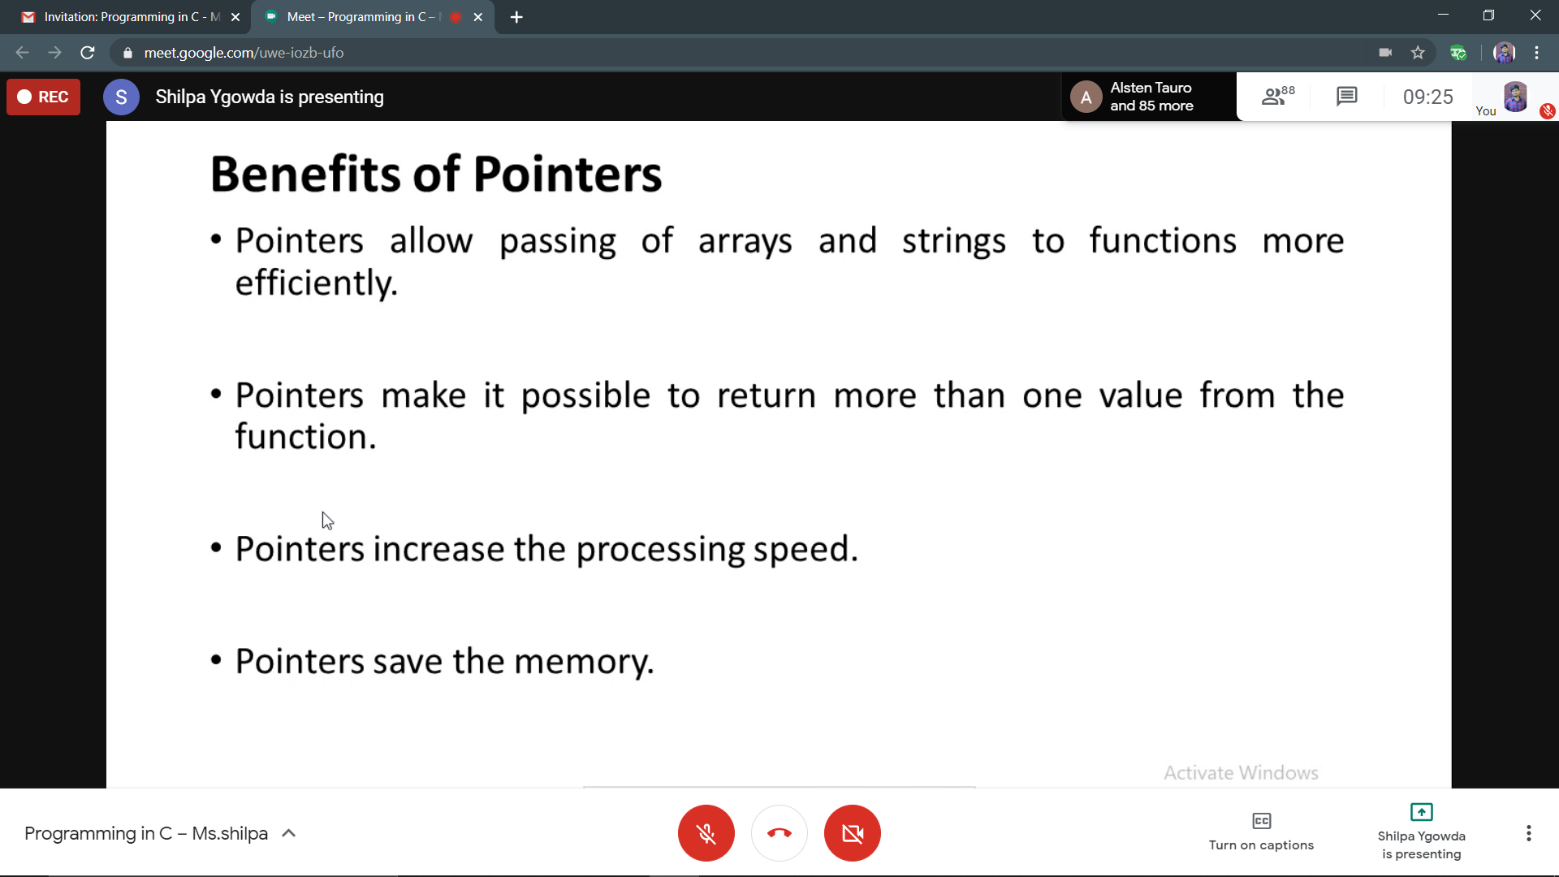 Invitation: Programming in C - M
Meet – Programming in C –
meet.google.com/uwe-iozb-ufo
REC
S
Shilpa Ygowda is presenting
A
Alsten Tauro
and 85 more
88
09:25
You
Benefits of Pointers
• Pointers allow passing of arrays and strings to functions more
efficiently.
• Pointers make it possible to return more than one value from the
function.
• Pointers increase the processing speed.
• Pointers save the memory.
Activate Windows
Programming in C – Ms.shilpa
CC
Turn on captions
Shilpa Ygowda
is presenting